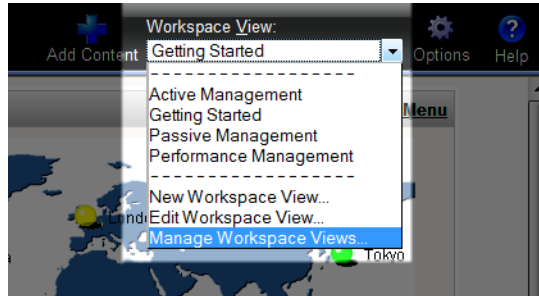 Workspace View:
Add Content
Getting Started
Options
Help
- - - - - - - - - - - - - - - - - -
Active Management
Getting Started
Passive Management
Performance Management
- - - - - - - - - - - - - - - - - -
New Workspace View...
Edit Workspace View...
Manage Workspace Views...
Menu
Lond
Tokyo